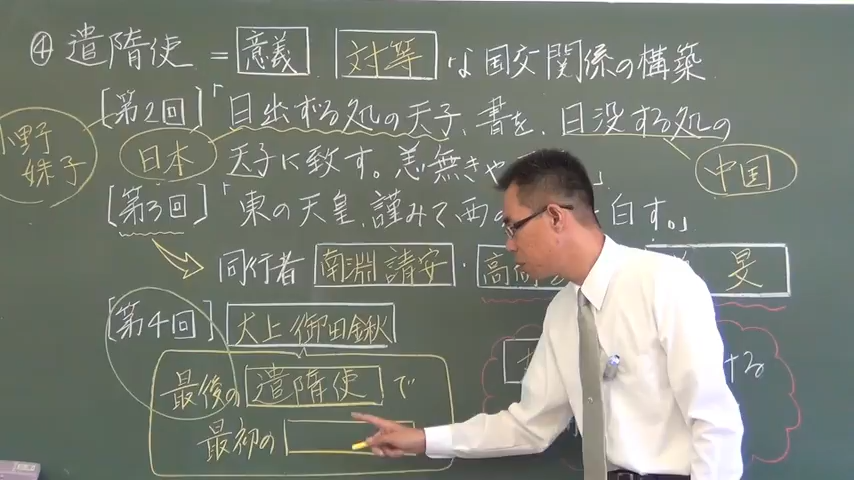 ④ 遣隋使 = 意義 対等 な国交関係の構築
[第2回]「日出ずる処の天子、書を、日没する処の
小野妹子
日本
天子に致す。恙無きや
中国
[第3回]「東の天皇、謹みて西の 白す。」
同行者 南淵請安・高向 旻
[第4回] 犬上御田鍬
最後の 遣隋使 で
最初の